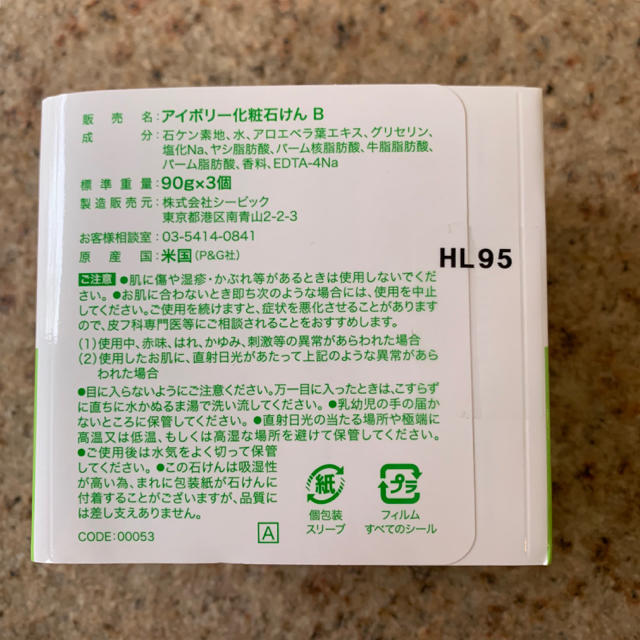 販売名:アイボリー化粧石けん B
成分:石ケン素地、水、アロエベラ葉エキス、グリセリン、
塩化Na、ヤシ脂肪酸、パーム核脂肪酸、牛脂脂肪酸、
パーム脂肪酸、香料、EDTA-4Na
標準重量:90g×3個
製造販売元:株式会社シービック
東京都港区南青山2-2-3
お客様相談室:03-5414-0841
原産国:米国(P&G社)
HL95
ご注意 ●肌に傷や湿疹・かぶれ等があるときは使用しないでくだ
さい。●お肌に合わないとき即ち次のような場合には、使用を中止
してください。ご使用を続けますと、症状を悪化させることがあります
ので、皮フ科専門医等にご相談されることをおすすめします。
(1)使用中、赤味、はれ、かゆみ、刺激等の異常があらわれた場合
(2)使用したお肌に、直射日光があたって上記のような異常があら
われた場合
●目に入らないようにご注意ください。万一目に入ったときは、こすらず
に直ちに水かぬるま湯で洗い流してください。●乳幼児の手の届か
ないところに保管してください。●直射日光の当たる場所や極端に
高温又は低温、もしくは高湿な場所を避けて保管してください。
●ご使用後は水気をよく切って保管
してください。●この石けんは吸湿性
が高い為、まれに包装紙が石けんに
付着することがございますが、品質に
は差し支えありません。
CODE:00053
A
紙
個包装
スリーブ
プラ
フィルム
すべてのシール